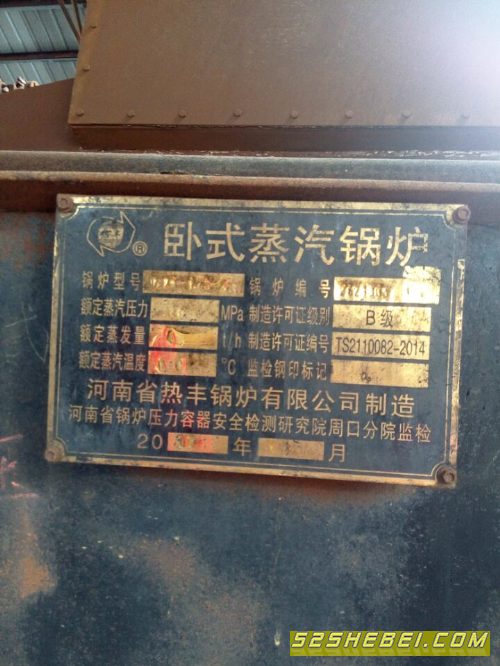 ® 卧式蒸汽锅炉
锅炉型号 锅炉编号
额定蒸汽压力 MPa 制造许可证级别 B级
额定蒸发量 t/h 制造许可证编号 TS2110082-2014
额定蒸汽温度 ℃ 监检钢印标记
河南省热丰锅炉有限公司制造
河南省锅炉压力容器安全检测研究院周口分院监检
20 年 月
52SHEBEI.COM